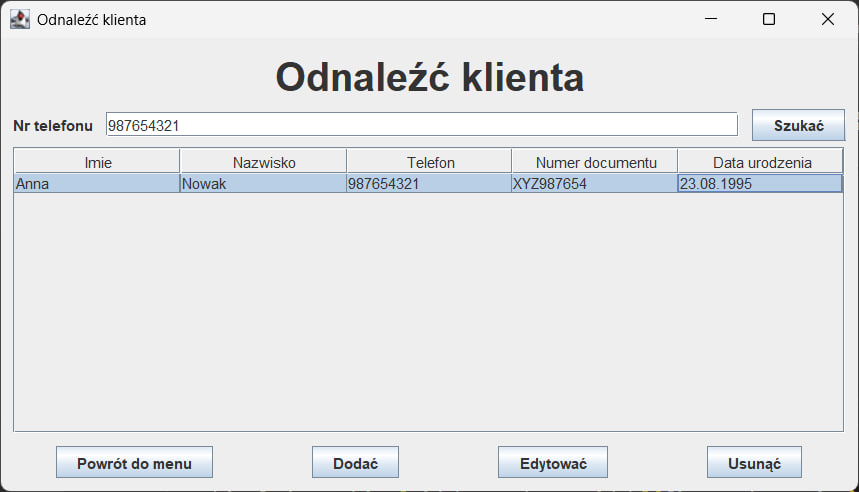 Odnaleźć klienta
Odnaleźć klienta
Nr telefonu 987654321 Szukać
Imie Nazwisko Telefon Numer documentu Data urodzenia
Anna Nowak 987654321 XYZ987654 23.08.1995
Powrót do menu Dodać Edytować Usunąć